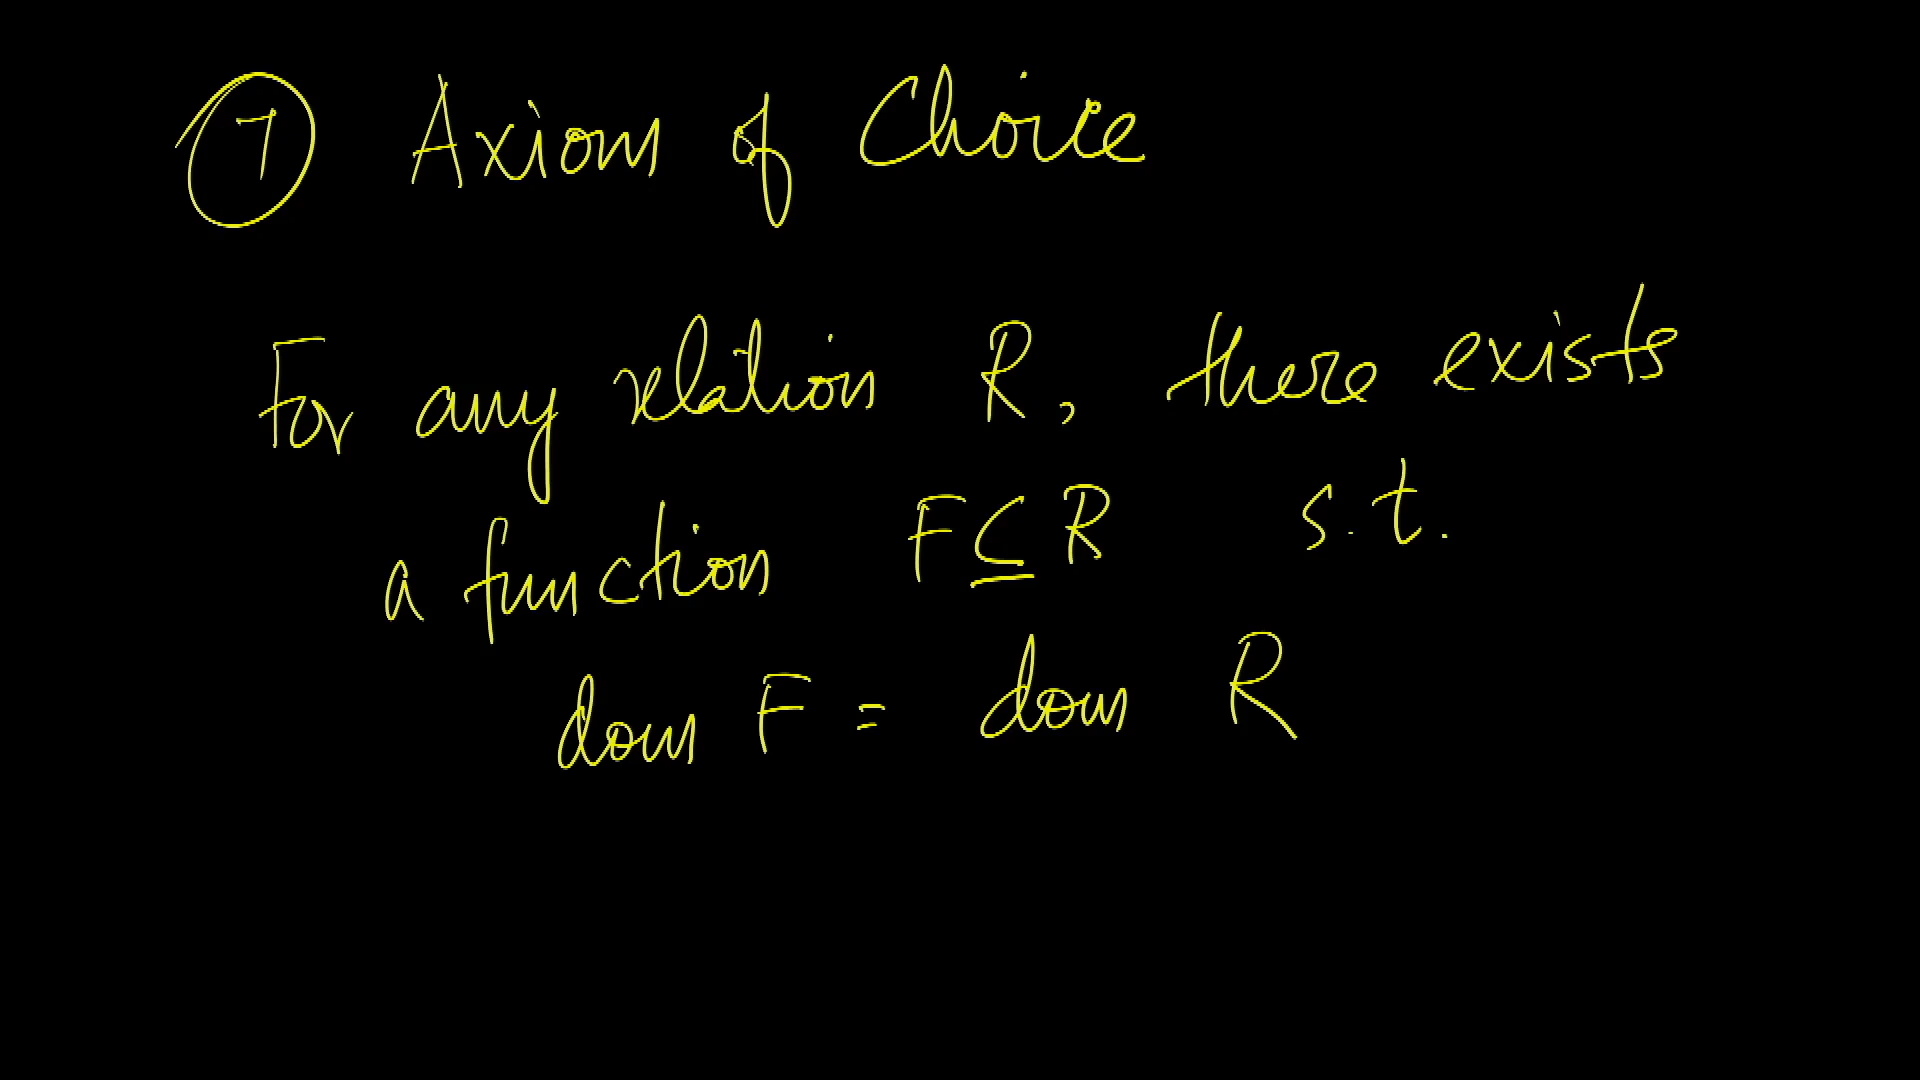 7 Axiom of Choice
For any relation R, there exists
a function F ⊆ R s.t.
dom F = dom R